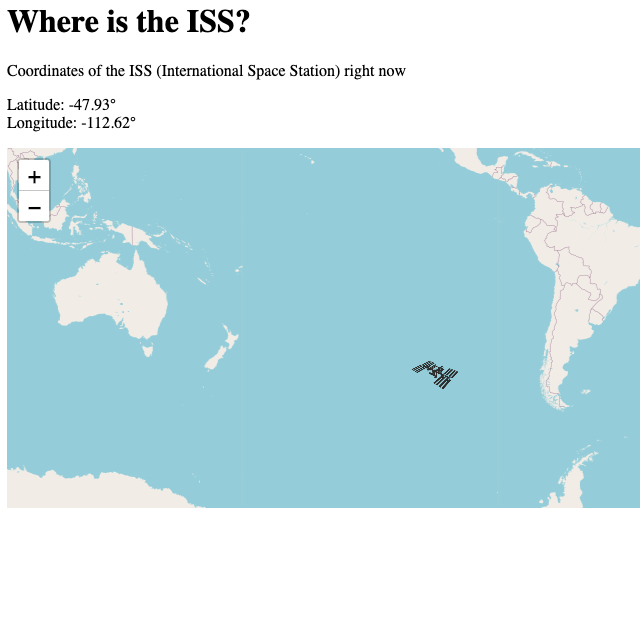 Where is the ISS?
Coordinates of the ISS (International Space Station) right now
Latitude: -47.93°
Longitude: -112.62°
+
−